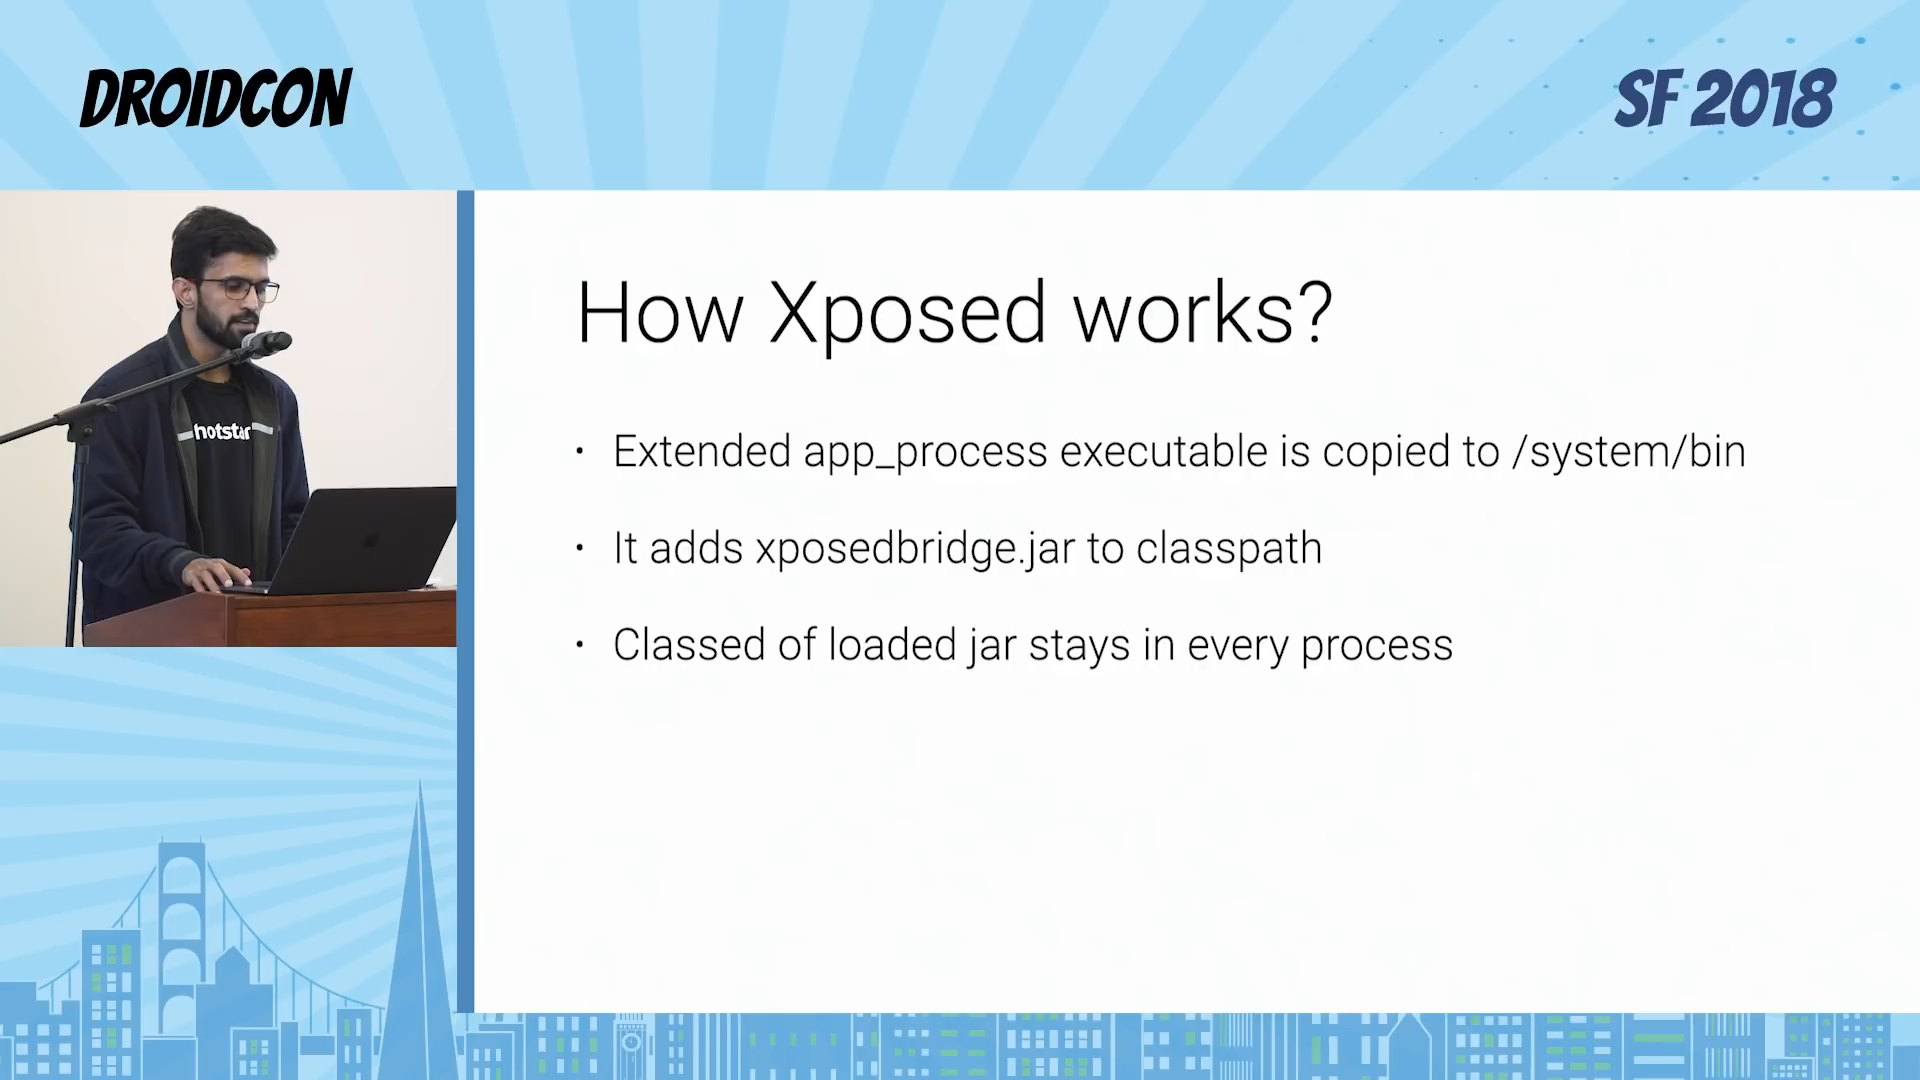 DROIDCON
SF 2018
hotstar
How Xposed works?
• Extended app_process executable is copied to /system/bin
• It adds xposedbridge.jar to classpath
• Classed of loaded jar stays in every process